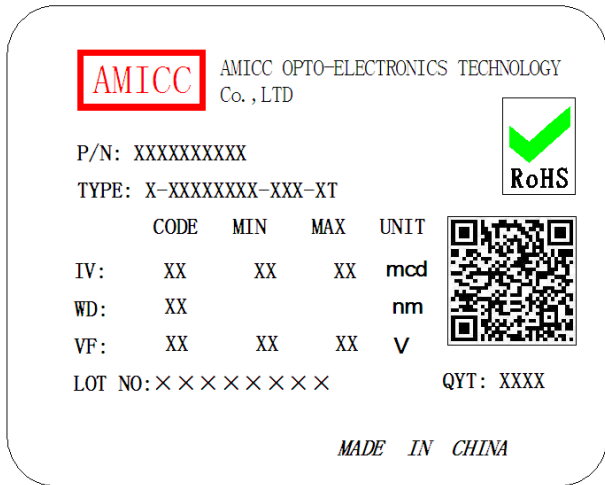 AMICC
AMICC OPTO-ELECTRONICS TECHNOLOGY
Co.,LTD
RoHS
P/N: XXXXXXXXXX
TYPE: X-XXXXXXXX-XXX-XT
CODE MIN MAX UNIT
IV: XX XX XX mcd
WD: XX nm
VF: XX XX XX V
LOT NO:××××××××
QYT: XXXX
MADE IN CHINA